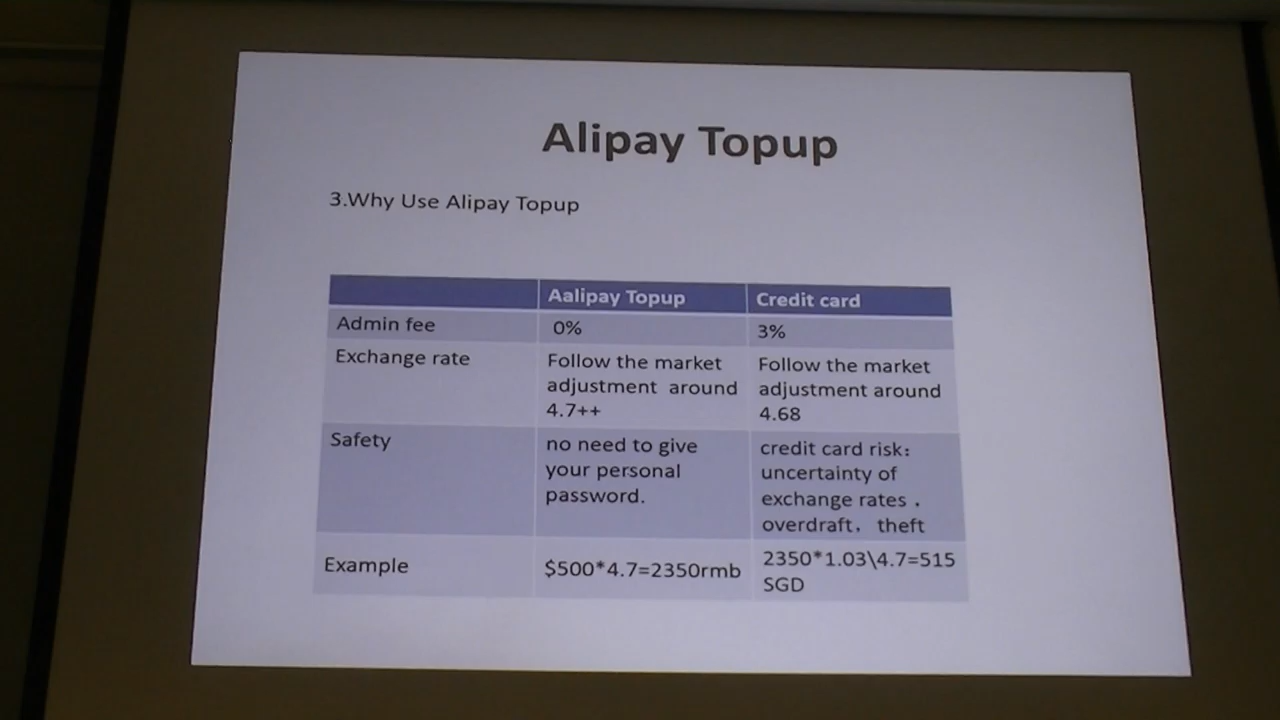 Alipay Topup
3.Why Use Alipay Topup
Aalipay Topup
Credit card
Admin fee
0%
3%
Exchange rate
Follow the market
adjustment around
4.7++
Follow the market
adjustment around
4.68
Safety
no need to give
your personal
password.
credit card risk:
uncertainty of
exchange rates ,
overdraft, theft
Example
$500*4.7=2350rmb
2350*1.03\4.7=515
SGD